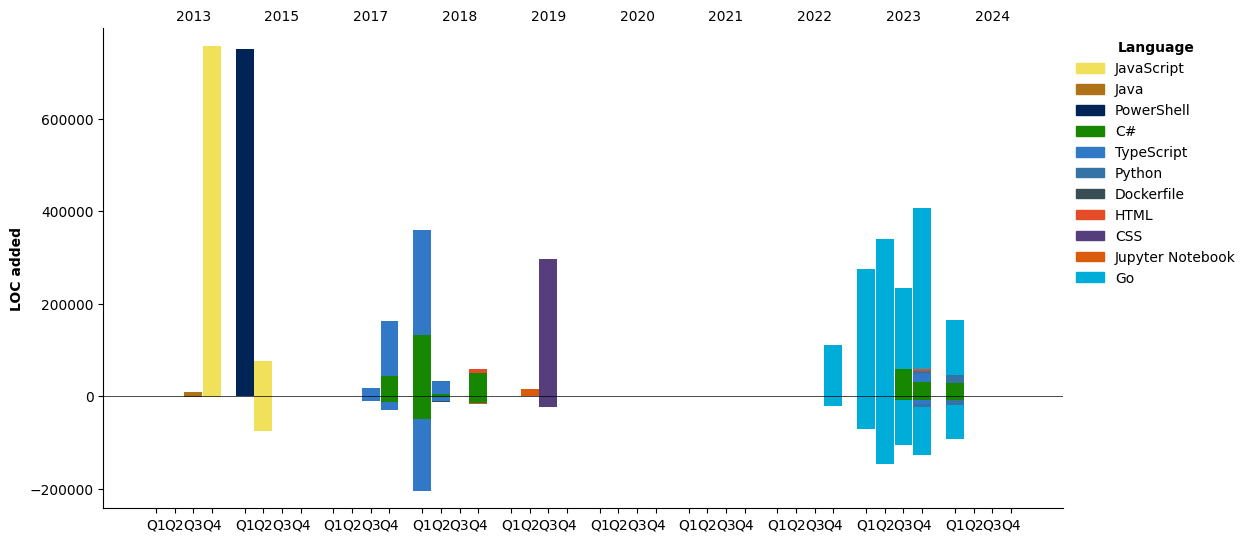 2013 2015 2017 2018 2019 2020 2021 2022 2023 2024
Language
JavaScript
Java
PowerShell
C#
TypeScript
Python
Dockerfile
HTML
CSS
Jupyter Notebook
Go
LOC added
600000
400000
200000
0
−200000
Q1Q2Q3Q4 Q1Q2Q3Q4 Q1Q2Q3Q4 Q1Q2Q3Q4 Q1Q2Q3Q4 Q1Q2Q3Q4 Q1Q2Q3Q4 Q1Q2Q3Q4 Q1Q2Q3Q4 Q1Q2Q3Q4